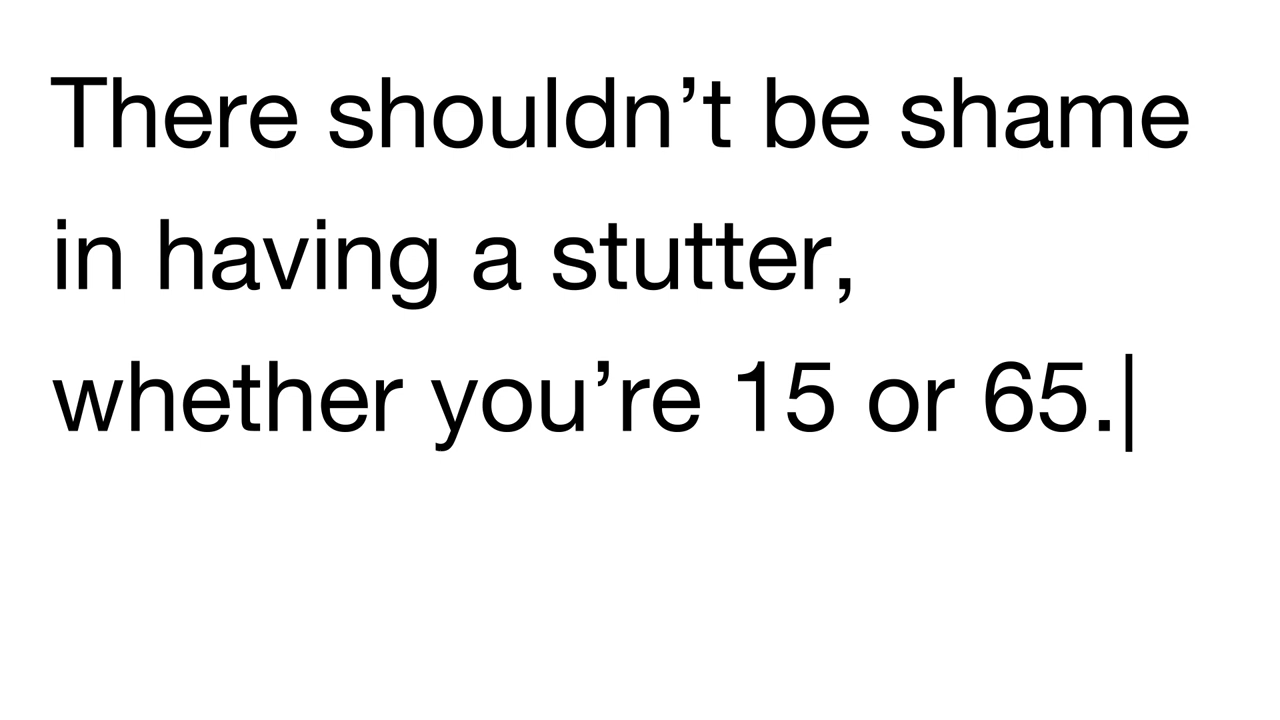 There shouldn’t be shame
in having a stutter,
whether you’re 15 or 65.